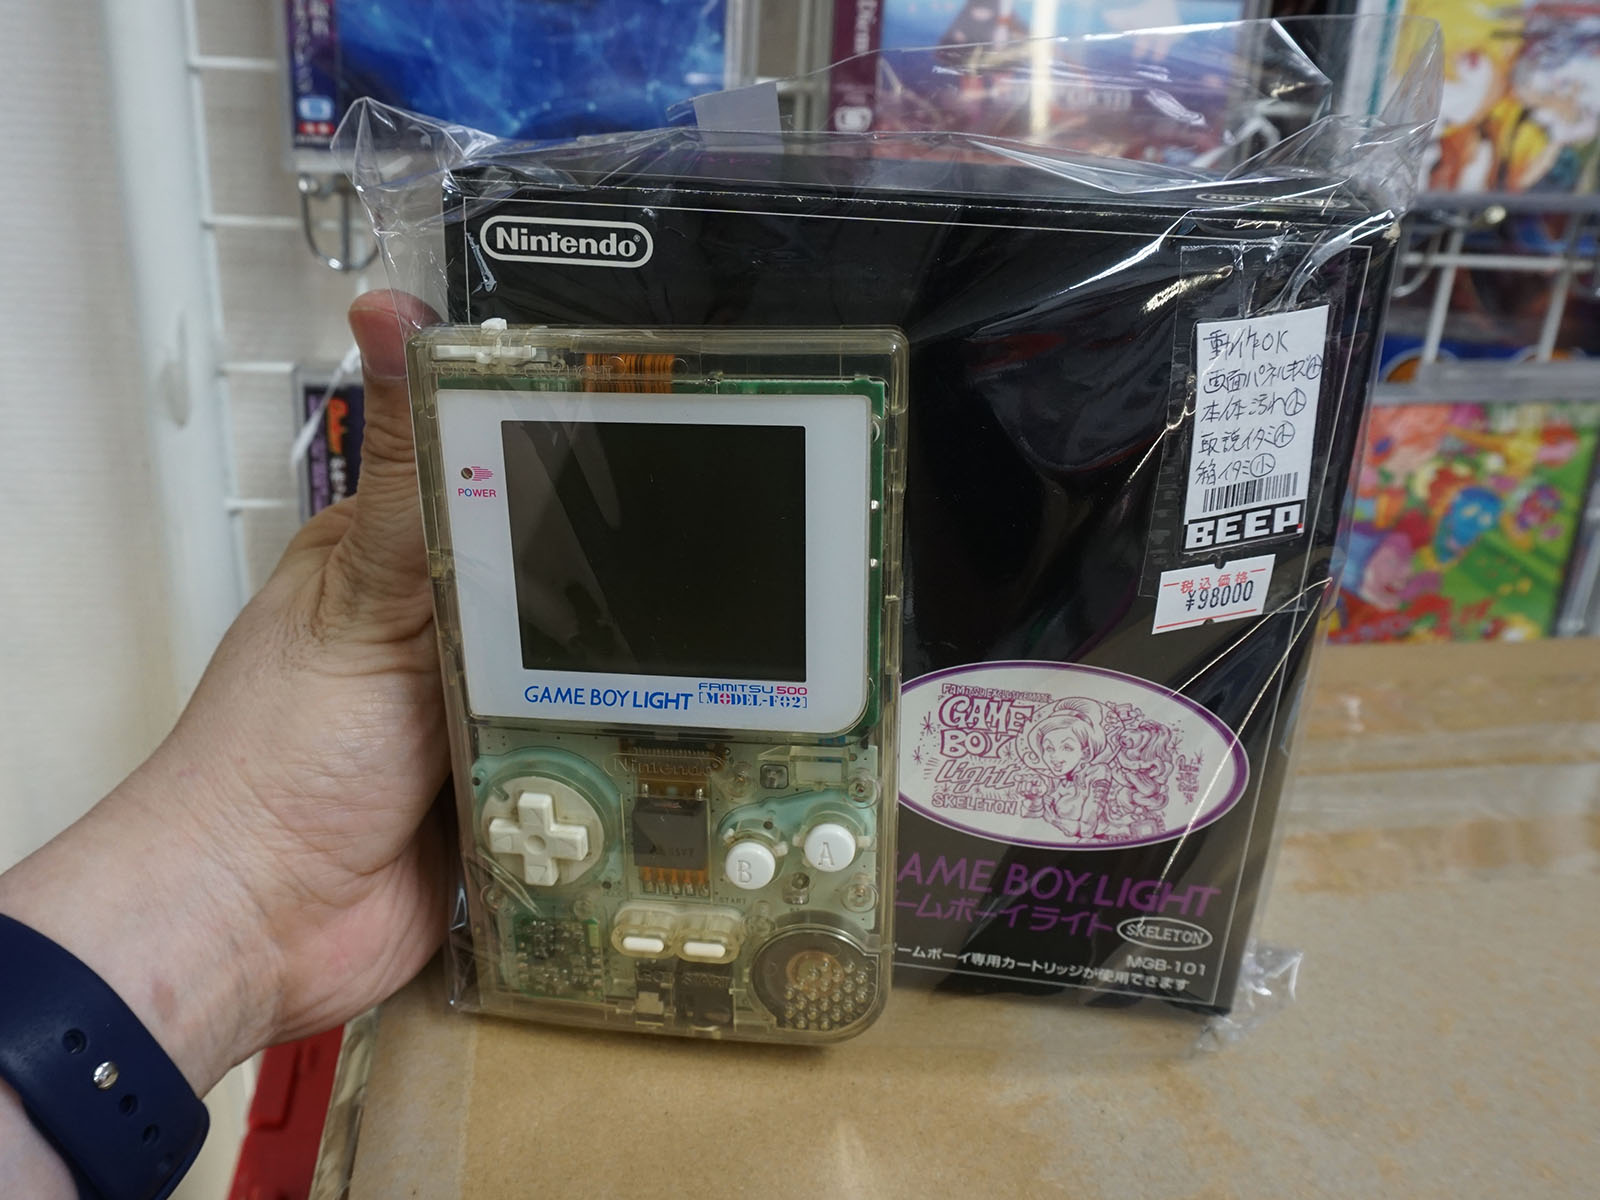 Nintendo®
動作OK
画面パネルキズ小
本体汚れ小
取説イタミ小
箱イタミ小
BEEP
税込価格
¥98000
POWER
GAME BOY LIGHT FAMITSU 500
[MODEL-F02]
Nintendo
B
A
START
FAMITSU EXCLUSIVE MODEL
GAME
BOY
Light
SKELETON
GAME BOY LIGHT
ームボーイライト SKELETON
MGB-101
ームボーイ専用カートリッジが使用できます